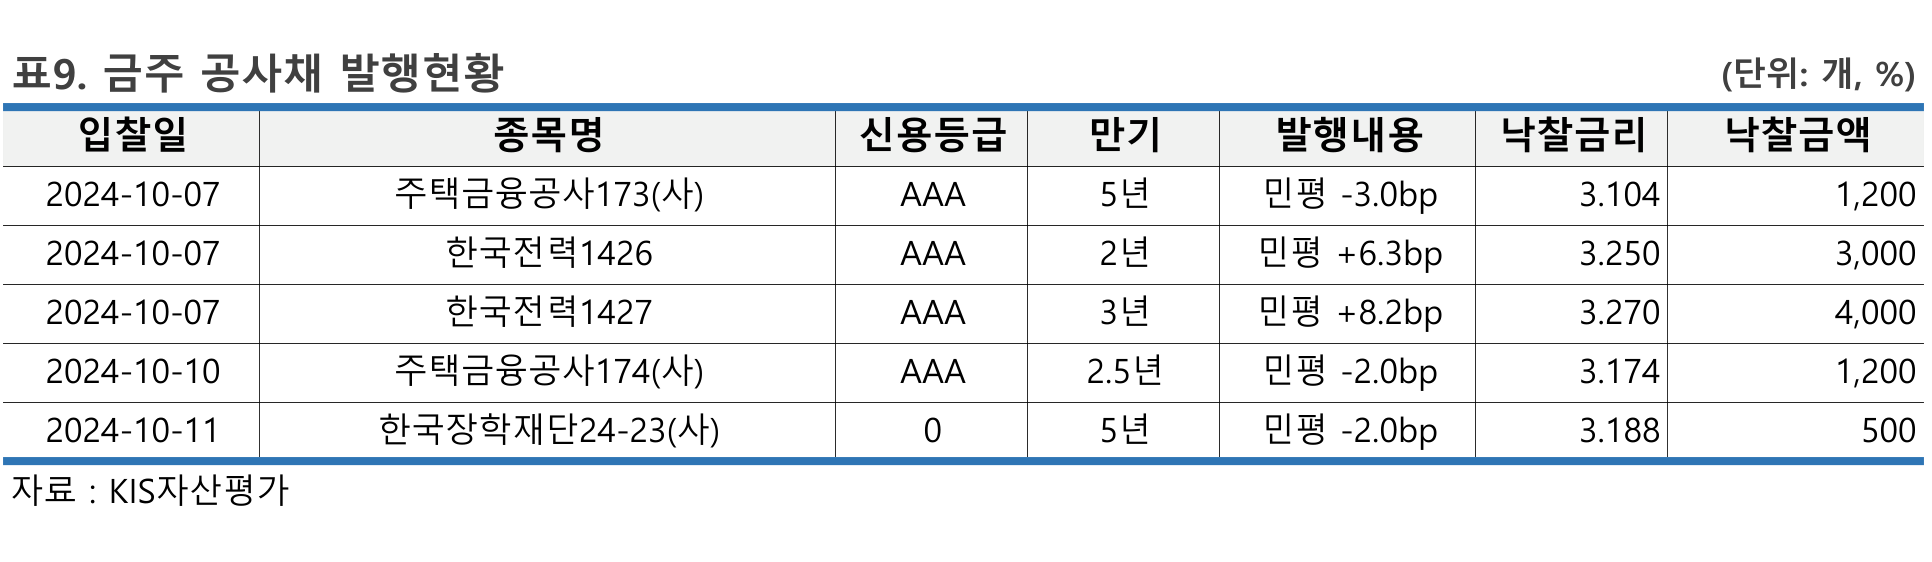 표9. 금주 공사채 발행현황 (단위: 개, %)
입찰일 종목명 신용등급 만기 발행내용 낙찰금리 낙찰금액
2024-10-07 주택금융공사173(사) AAA 5년 민평 -3.0bp 3.104 1,200
2024-10-07 한국전력1426 AAA 2년 민평 +6.3bp 3.250 3,000
2024-10-07 한국전력1427 AAA 3년 민평 +8.2bp 3.270 4,000
2024-10-10 주택금융공사174(사) AAA 2.5년 민평 -2.0bp 3.174 1,200
2024-10-11 한국장학재단24-23(사) 0 5년 민평 -2.0bp 3.188 500
자료 : KIS자산평가